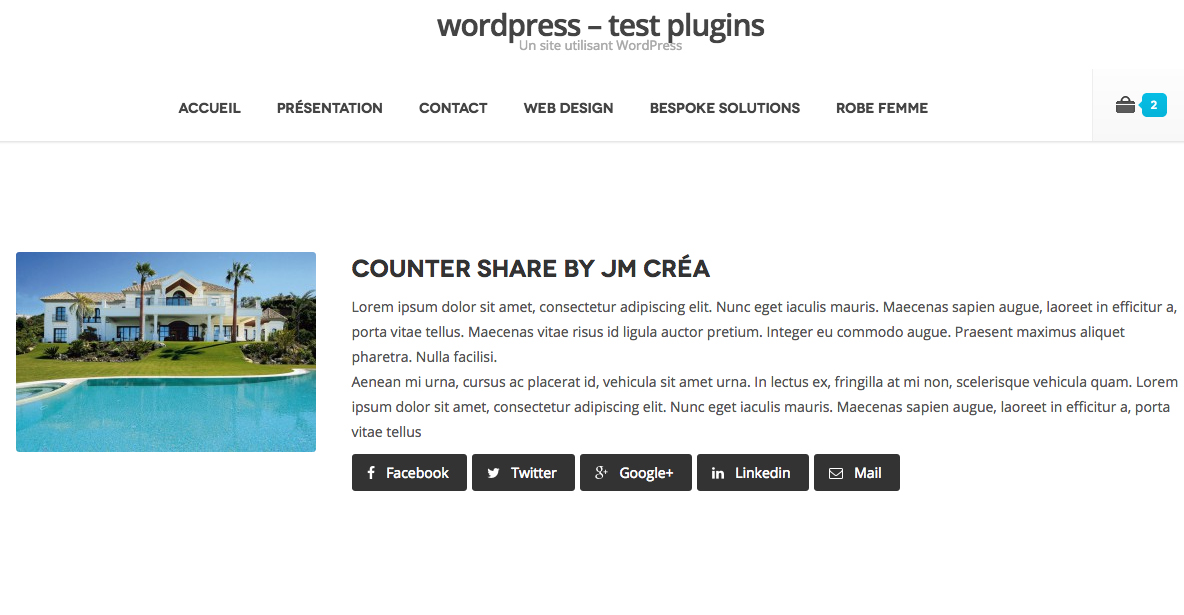 wordpress – test plugins
Un site utilisant WordPress
ACCUEIL PRÉSENTATION CONTACT WEB DESIGN BESPOKE SOLUTIONS ROBE FEMME 2
COUNTER SHARE BY JM CRÉA
Lorem ipsum dolor sit amet, consectetur adipiscing elit. Nunc eget iaculis mauris. Maecenas sapien augue, laoreet in efficitur a,
porta vitae tellus. Maecenas vitae risus id ligula auctor pretium. Integer eu commodo augue. Praesent maximus aliquet
pharetra. Nulla facilisi.
Aenean mi urna, cursus ac placerat id, vehicula sit amet urna. In lectus ex, fringilla at mi non, scelerisque vehicula quam. Lorem
ipsum dolor sit amet, consectetur adipiscing elit. Nunc eget iaculis mauris. Maecenas sapien augue, laoreet in efficitur a, porta
vitae tellus
Facebook Twitter Google+ Linkedin Mail